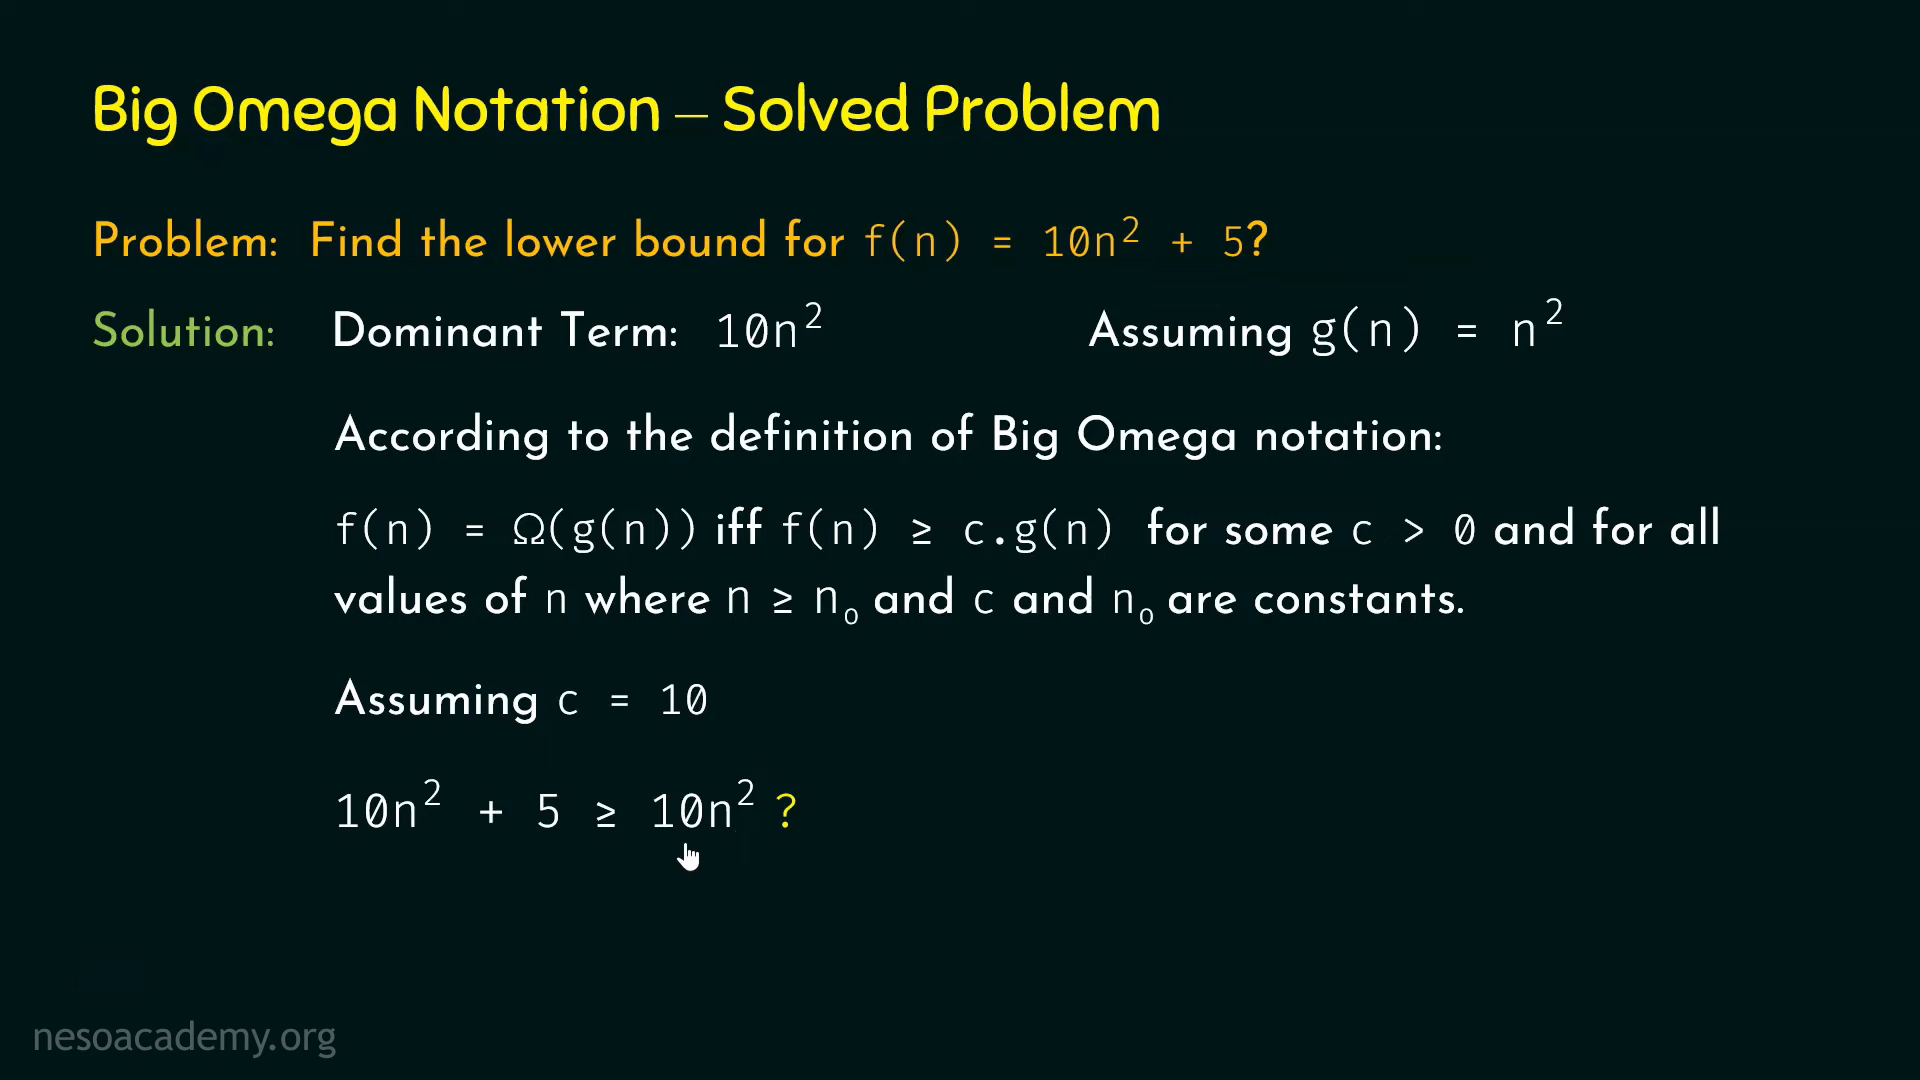 Big Omega Notation – Solved Problem
Problem: Find the lower bound for f(n) = 10n² + 5?
Solution: Dominant Term: 10n² Assuming g(n) = n²
According to the definition of Big Omega notation:
f(n) = Ω(g(n)) iff f(n) ≥ c.g(n) for some c > 0 and for all
values of n where n ≥ n₀ and c and n₀ are constants.
Assuming c = 10
10n² + 5 ≥ 10n² ?
nesoacademy.org